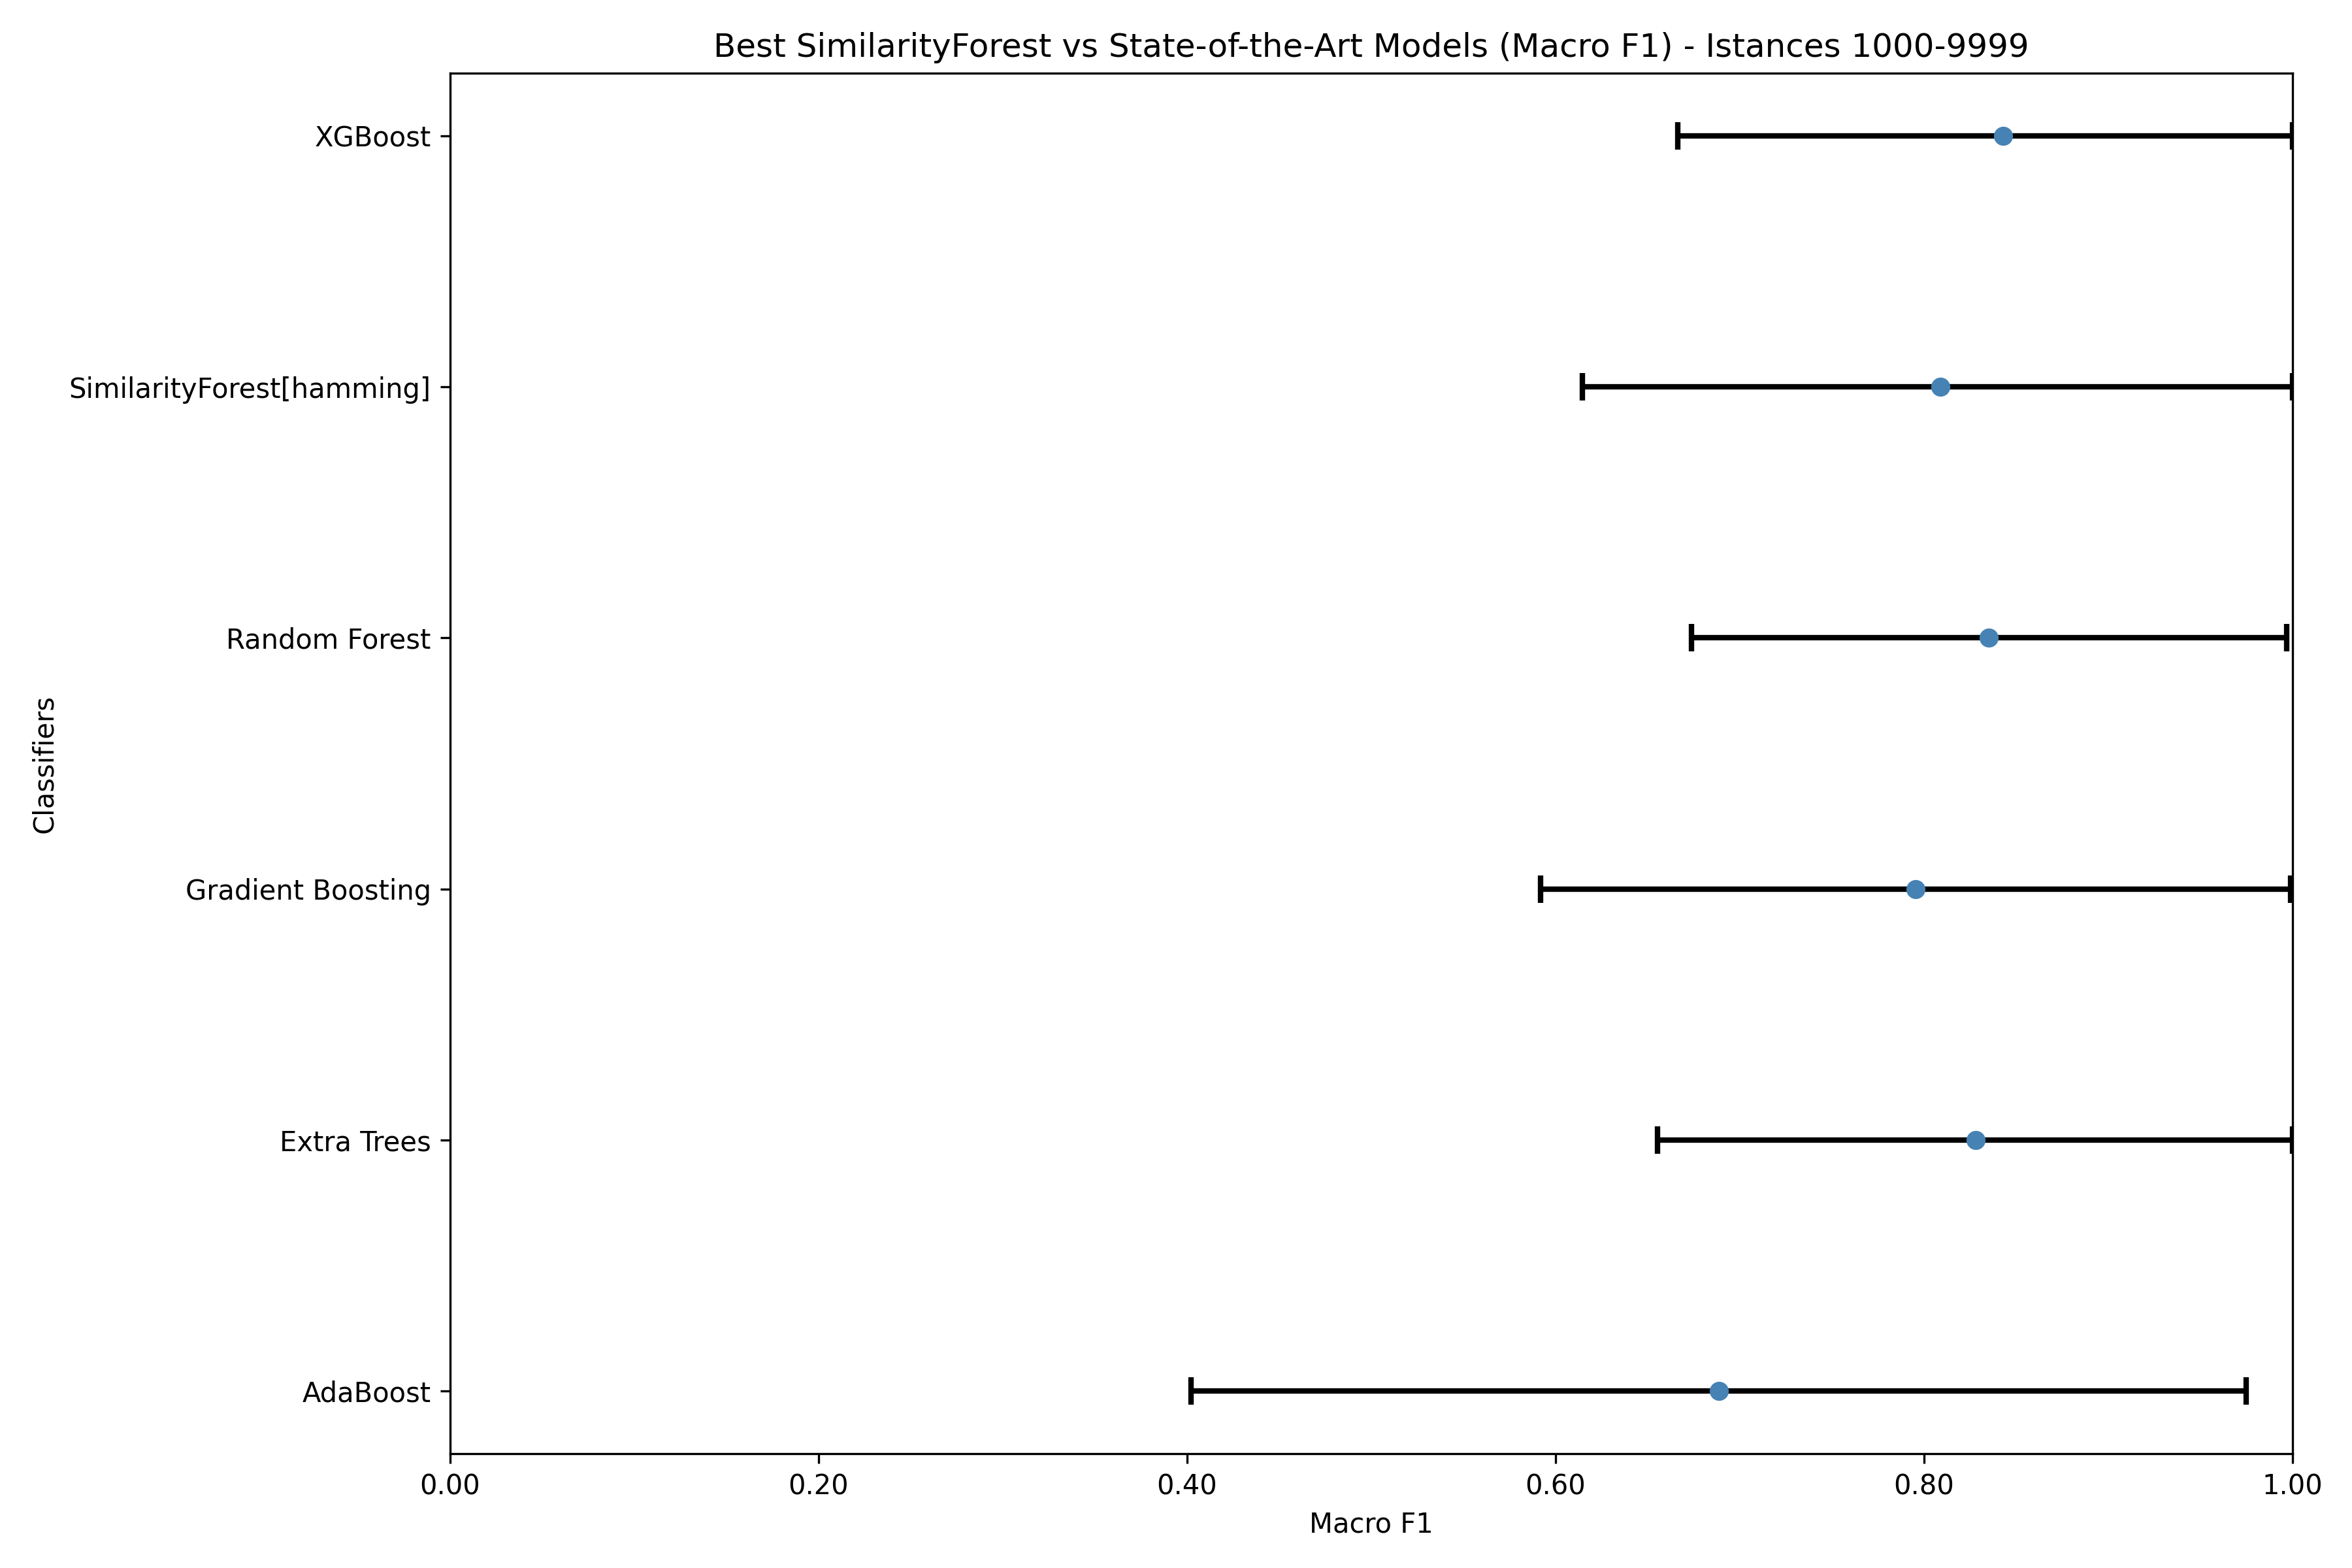 Best SimilarityForest vs State-of-the-Art Models (Macro F1) - Istances 1000-9999
XGBoost
SimilarityForest[hamming]
Random Forest
Gradient Boosting
Extra Trees
AdaBoost
Classifiers
0.00 0.20 0.40 0.60 0.80 1.00
Macro F1